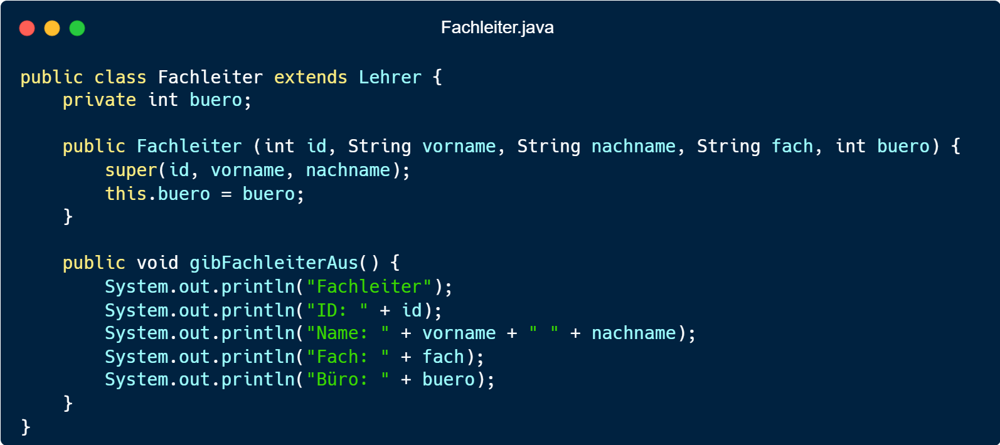 Fachleiter.java
public class Fachleiter extends Lehrer {
    private int buero;

    public Fachleiter (int id, String vorname, String nachname, String fach, int buero) {
        super(id, vorname, nachname);
        this.buero = buero;
    }

    public void gibFachleiterAus() {
        System.out.println("Fachleiter");
        System.out.println("ID: " + id);
        System.out.println("Name: " + vorname + " " + nachname);
        System.out.println("Fach: " + fach);
        System.out.println("Büro: " + buero);
    }
}